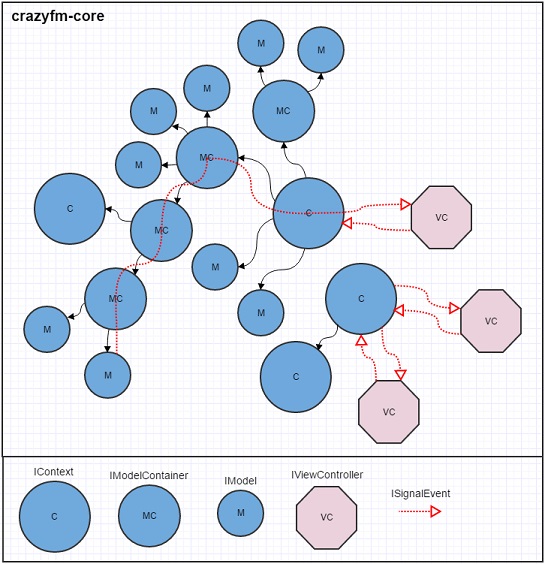 crazyfm-core
M
M
M
M
MC
MC
M
C
C
MC
VC
M
MC
C
M
VC
M
M
C
VC
IContext
IModelContainer
IModel
IViewController
ISignalEvent
C
MC
M
VC